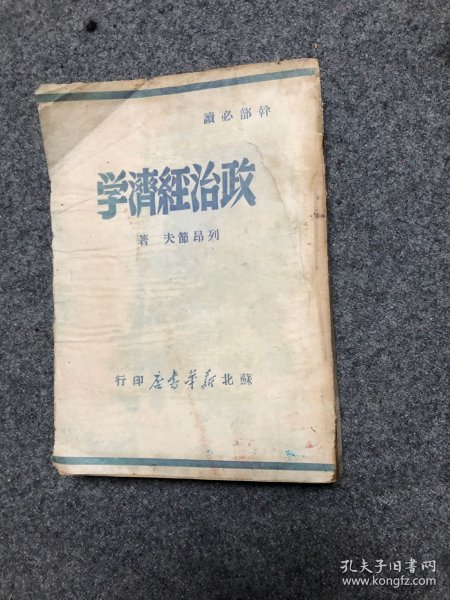 幹部必讀
政治經濟学
列昂節夫 著
蘇北新华書店印行
孔夫子旧书网
www.kongfz.com